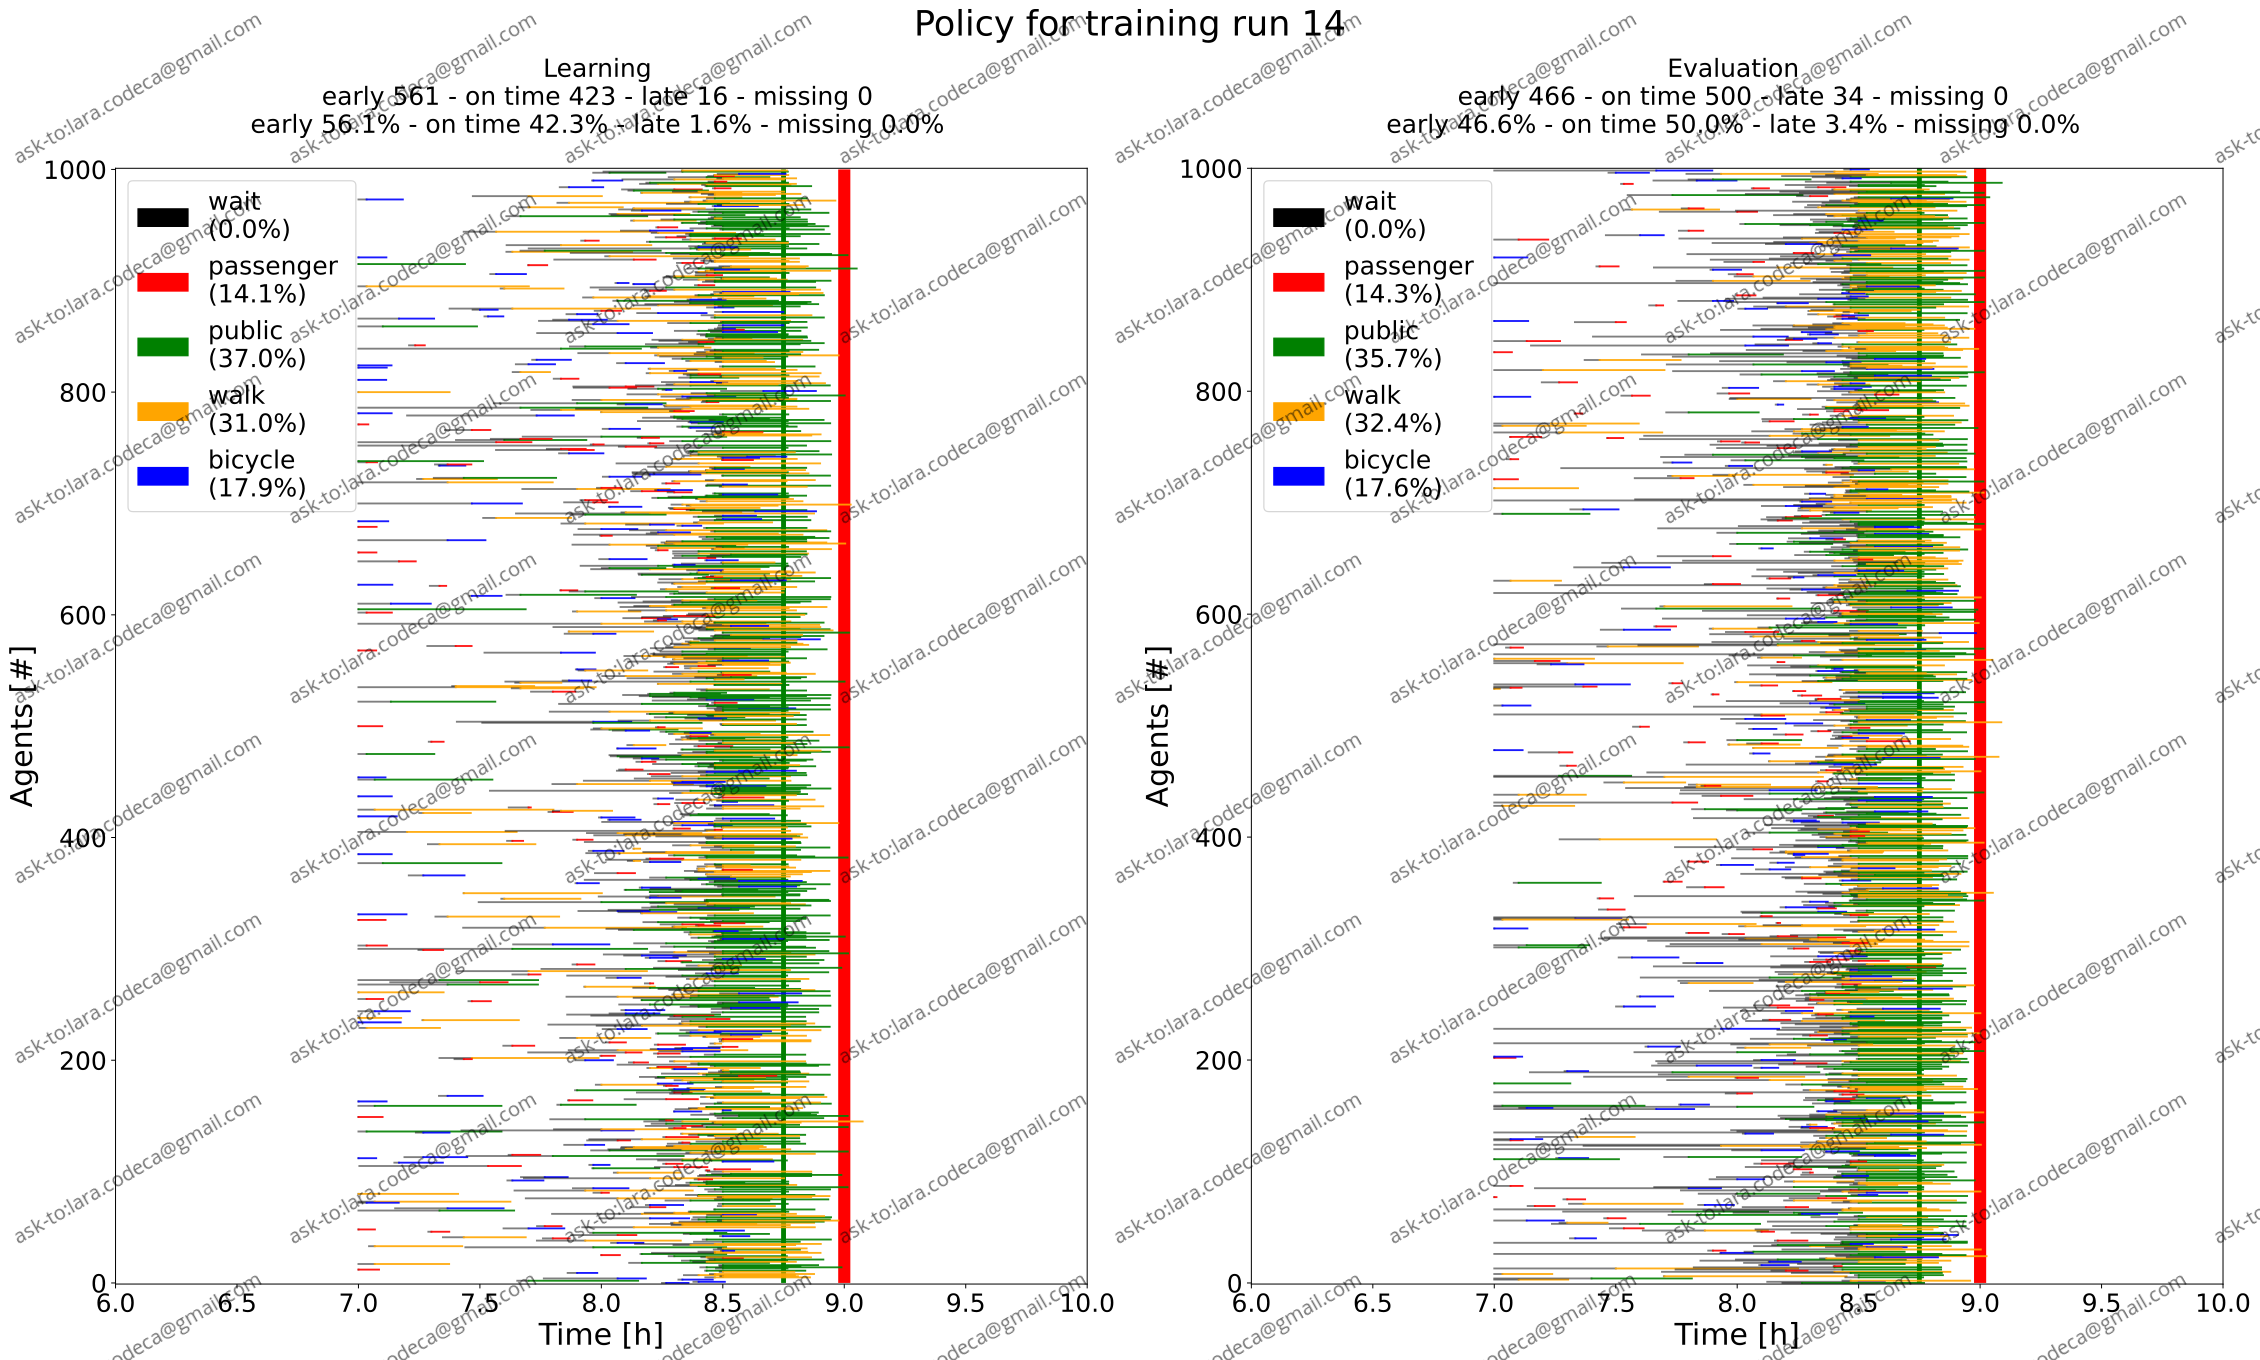 Policy for training run 14
Learning
early 561 - on time 423 - late 16 - missing 0
early 56.1% - on time 42.3% - late 1.6% - missing 0.0%
1000
800
600
400
200
0
Agents [#]
wait
(0.0%)
passenger
(14.1%)
public
(37.0%)
walk
(31.0%)
bicycle
(17.9%)
6.0 6.5 7.0 7.5 8.0 8.5 9.0 9.5 10.0
Time [h]
Evaluation
early 466 - on time 500 - late 34 - missing 0
early 46.6% - on time 50.0% - late 3.4% - missing 0.0%
1000
800
600
400
200
0
Agents [#]
wait
(0.0%)
passenger
(14.3%)
public
(35.7%)
walk
(32.4%)
bicycle
(17.6%)
6.0 6.5 7.0 7.5 8.0 8.5 9.0 9.5 10.0
Time [h]
ask-to:lara.codeca@gmail.com